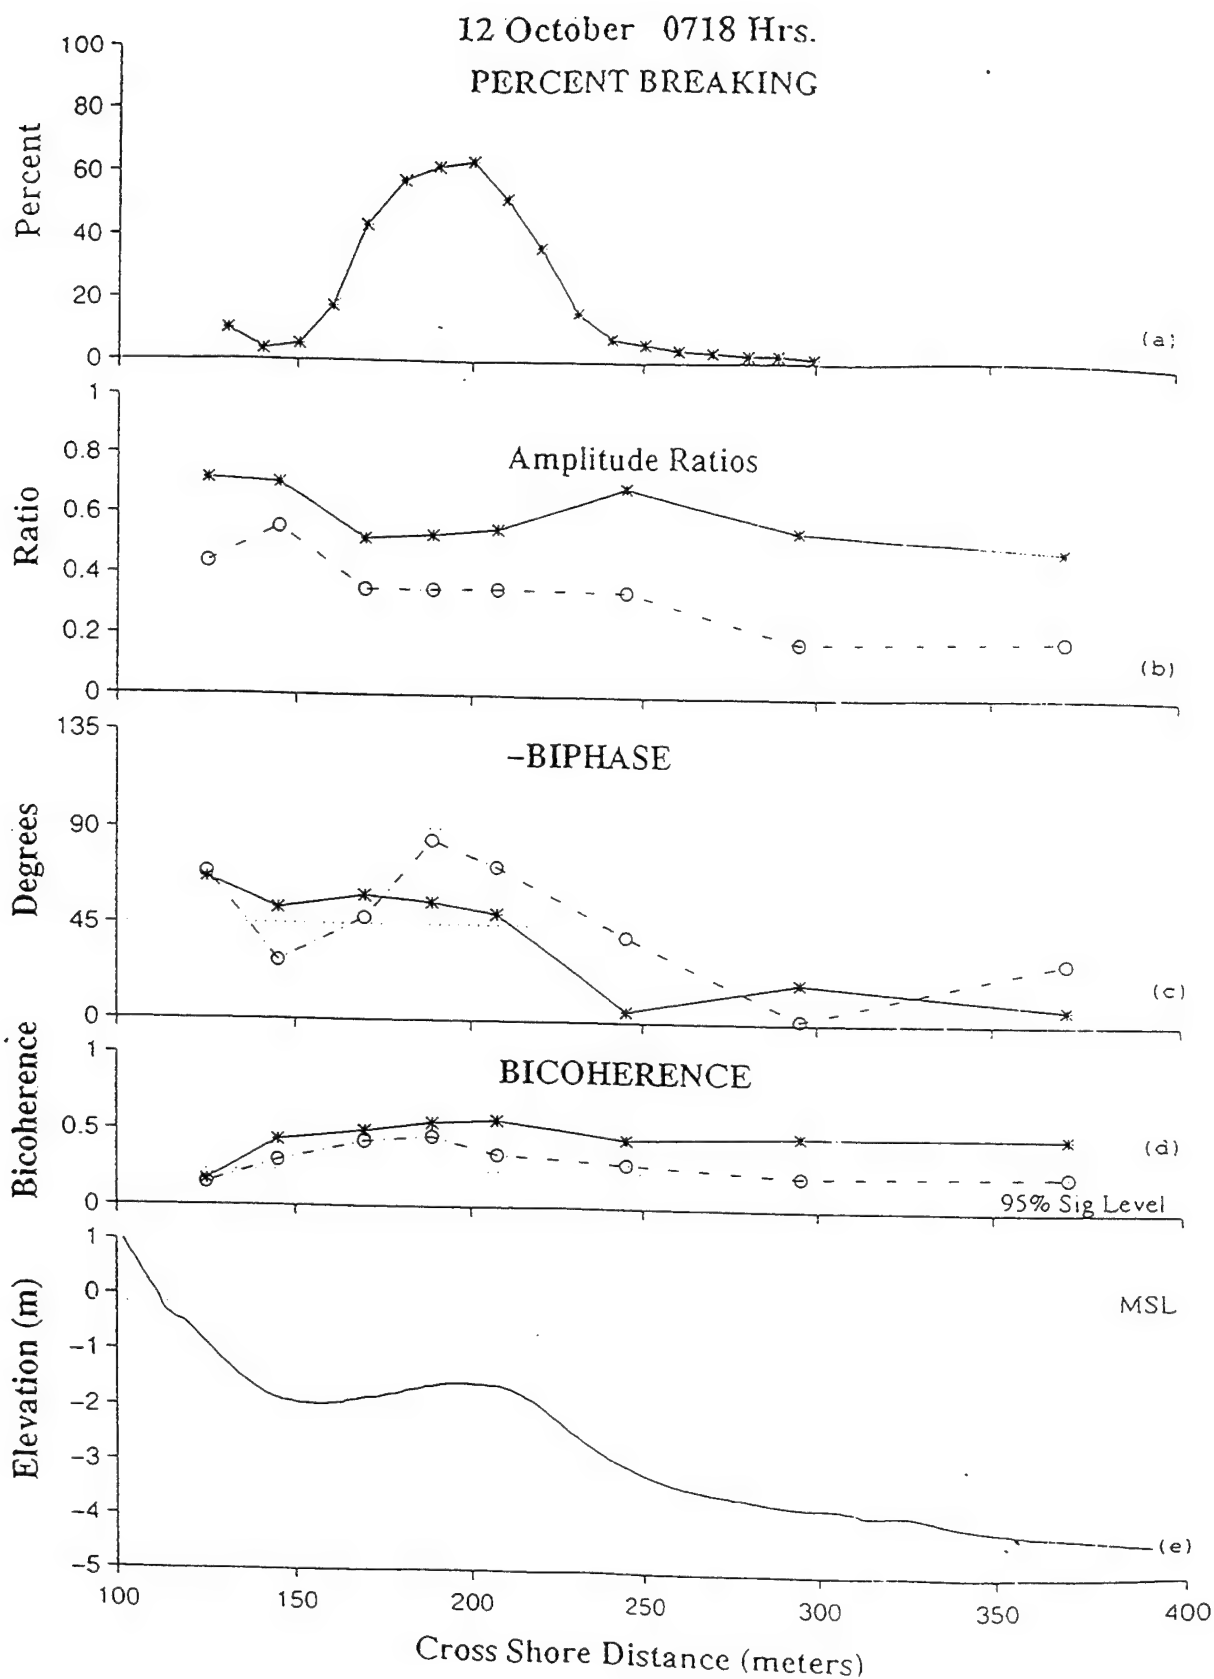 12 October 0718 Hrs.
PERCENT BREAKING
100
80
60
40
20
0
Percent
(a)
Amplitude Ratios
1
0.8
0.6
0.4
0.2
0
Ratio
(b)
-BIPHASE
135
90
45
0
Degrees
(c)
BICOHERENCE
1
0.5
0
Bicoherence
(d)
95% Sig Level
1
0
-1
-2
-3
-4
-5
Elevation (m)
MSL
(e)
100 150 200 250 300 350 400
Cross Shore Distance (meters)